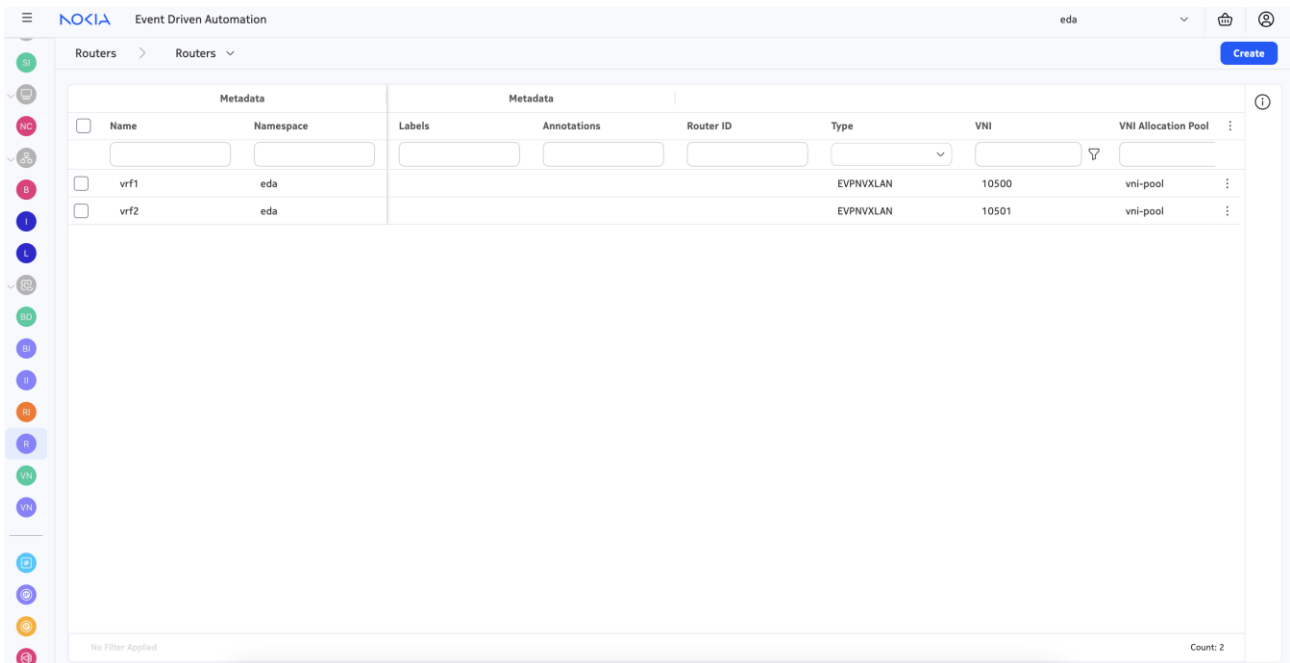 NOKIA Event Driven Automation eda
Routers Routers Create
SI
NC
B
I
L
BD
BI
II
RI
R
VN
VN
#
Metadata Metadata
Name Namespace Labels Annotations Router ID Type VNI VNI Allocation Pool
vrf1 eda EVPNVXLAN 10500 vni-pool
vrf2 eda EVPNVXLAN 10501 vni-pool
No Filter Applied Count: 2